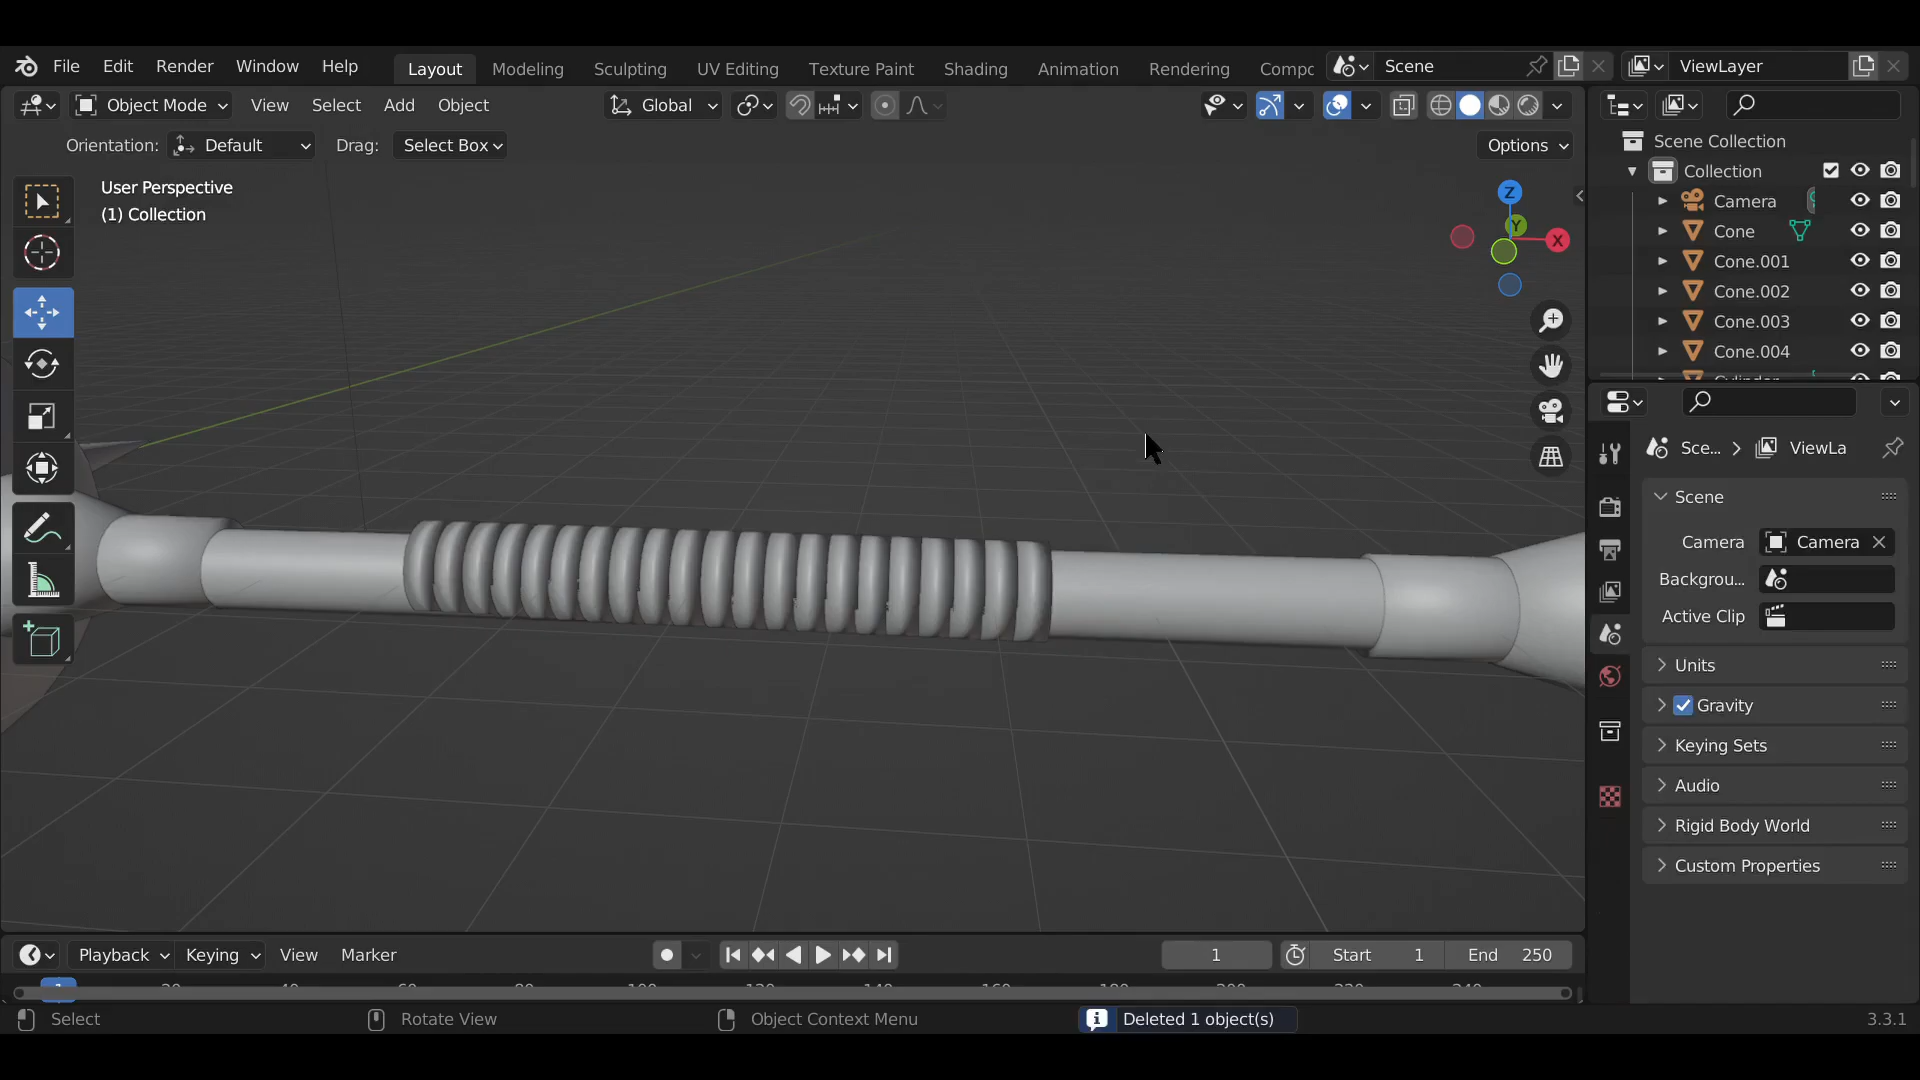 File Edit Render Window Help Layout Modeling Sculpting UV Editing Texture Paint Shading Animation Rendering Compc Scene ViewLayer
Object Mode View Select Add Object Global
Orientation: Default Drag: Select Box Options
User Perspective
(1) Collection
Z
Y
X
Scene Collection
Collection
Camera
Cone
Cone.001
Cone.002
Cone.003
Cone.004
Sce... ViewLa
Scene
Camera Camera
Backgrou...
Active Clip
Units
Gravity
Keying Sets
Audio
Rigid Body World
Custom Properties
Playback Keying View Marker 1 Start 1 End 250
Select Rotate View Object Context Menu Deleted 1 object(s) 3.3.1